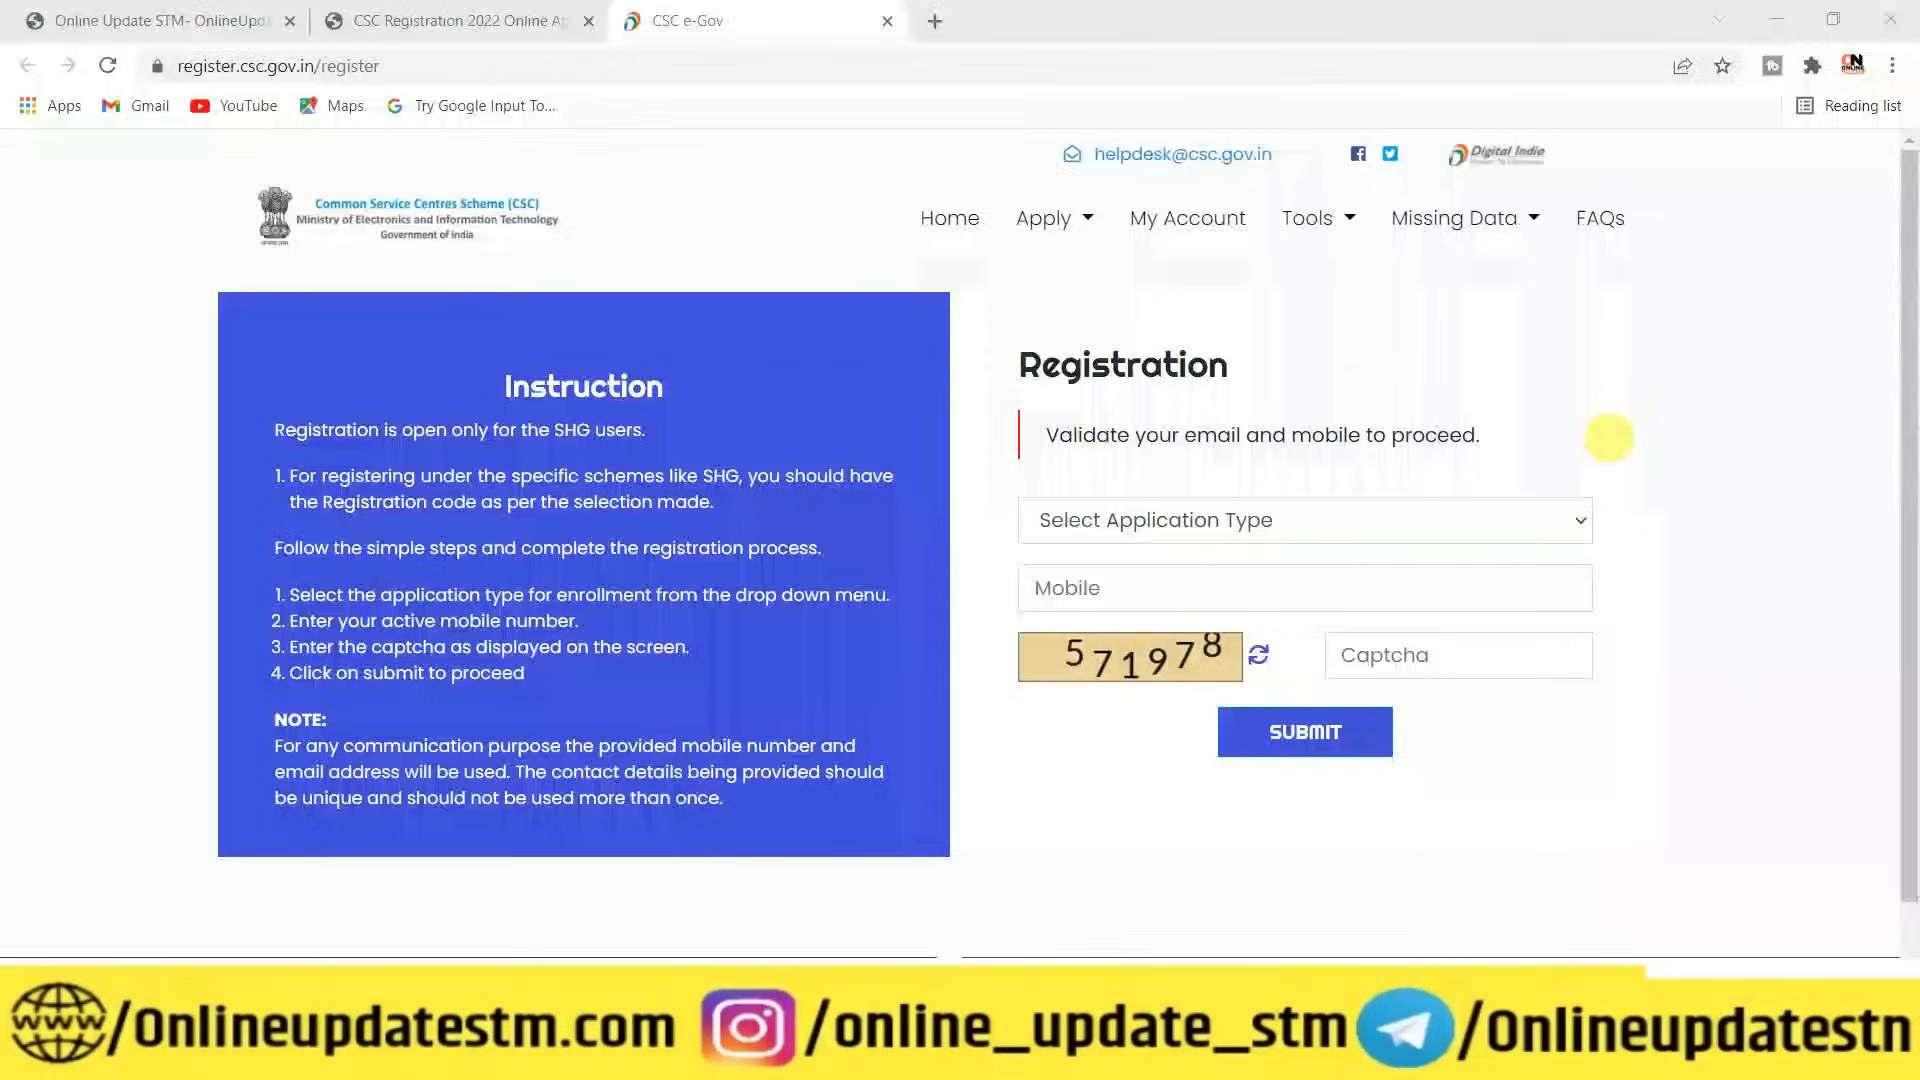 Online Update STM- OnlineUpd
CSC Registration 2022 Online A
CSC e-Gov
register.csc.gov.in/register
Apps
Gmail
YouTube
Maps
Try Google Input To...
Reading list
helpdesk@csc.gov.in
Digital India
Common Service Centres Scheme (CSC)
Ministry of Electronics and Information Technology
Government of India
Home
Apply
My Account
Tools
Missing Data
FAQs
Instruction
Registration is open only for the SHG users.
1. For registering under the specific schemes like SHG, you should have
the Registration code as per the selection made.
Follow the simple steps and complete the registration process.
1. Select the application type for enrollment from the drop down menu.
2. Enter your active mobile number.
3. Enter the captcha as displayed on the screen.
4. Click on submit to proceed
NOTE:
For any communication purpose the provided mobile number and
email address will be used. The contact details being provided should
be unique and should not be used more than once.
Registration
Validate your email and mobile to proceed.
Select Application Type
Mobile
571978
Captcha
SUBMIT
www/Onlineupdatestm.com
/online_update_stm
/Onlineupdatestn